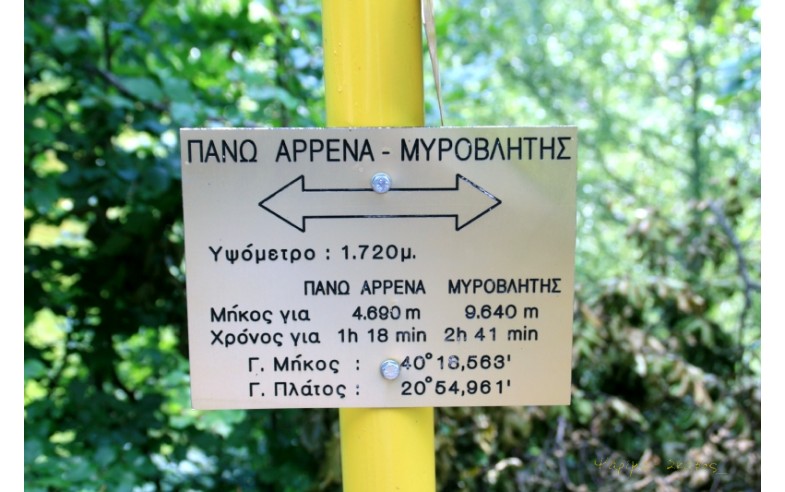 ΠΑΝΩ ΑΡΡΕΝΑ - ΜΥΡΟΒΛΗΤΗΣ
Υψόμετρο : 1.720μ.
ΠΑΝΩ ΑΡΡΕΝΑ ΜΥΡΟΒΛΗΤΗΣ
Μήκος για 4.690 m 9.640 m
Χρόνος για 1h 18 min 2h 41 min
Γ. Μήκος : 40°18,563'
Γ. Πλάτος : 20°54,961'